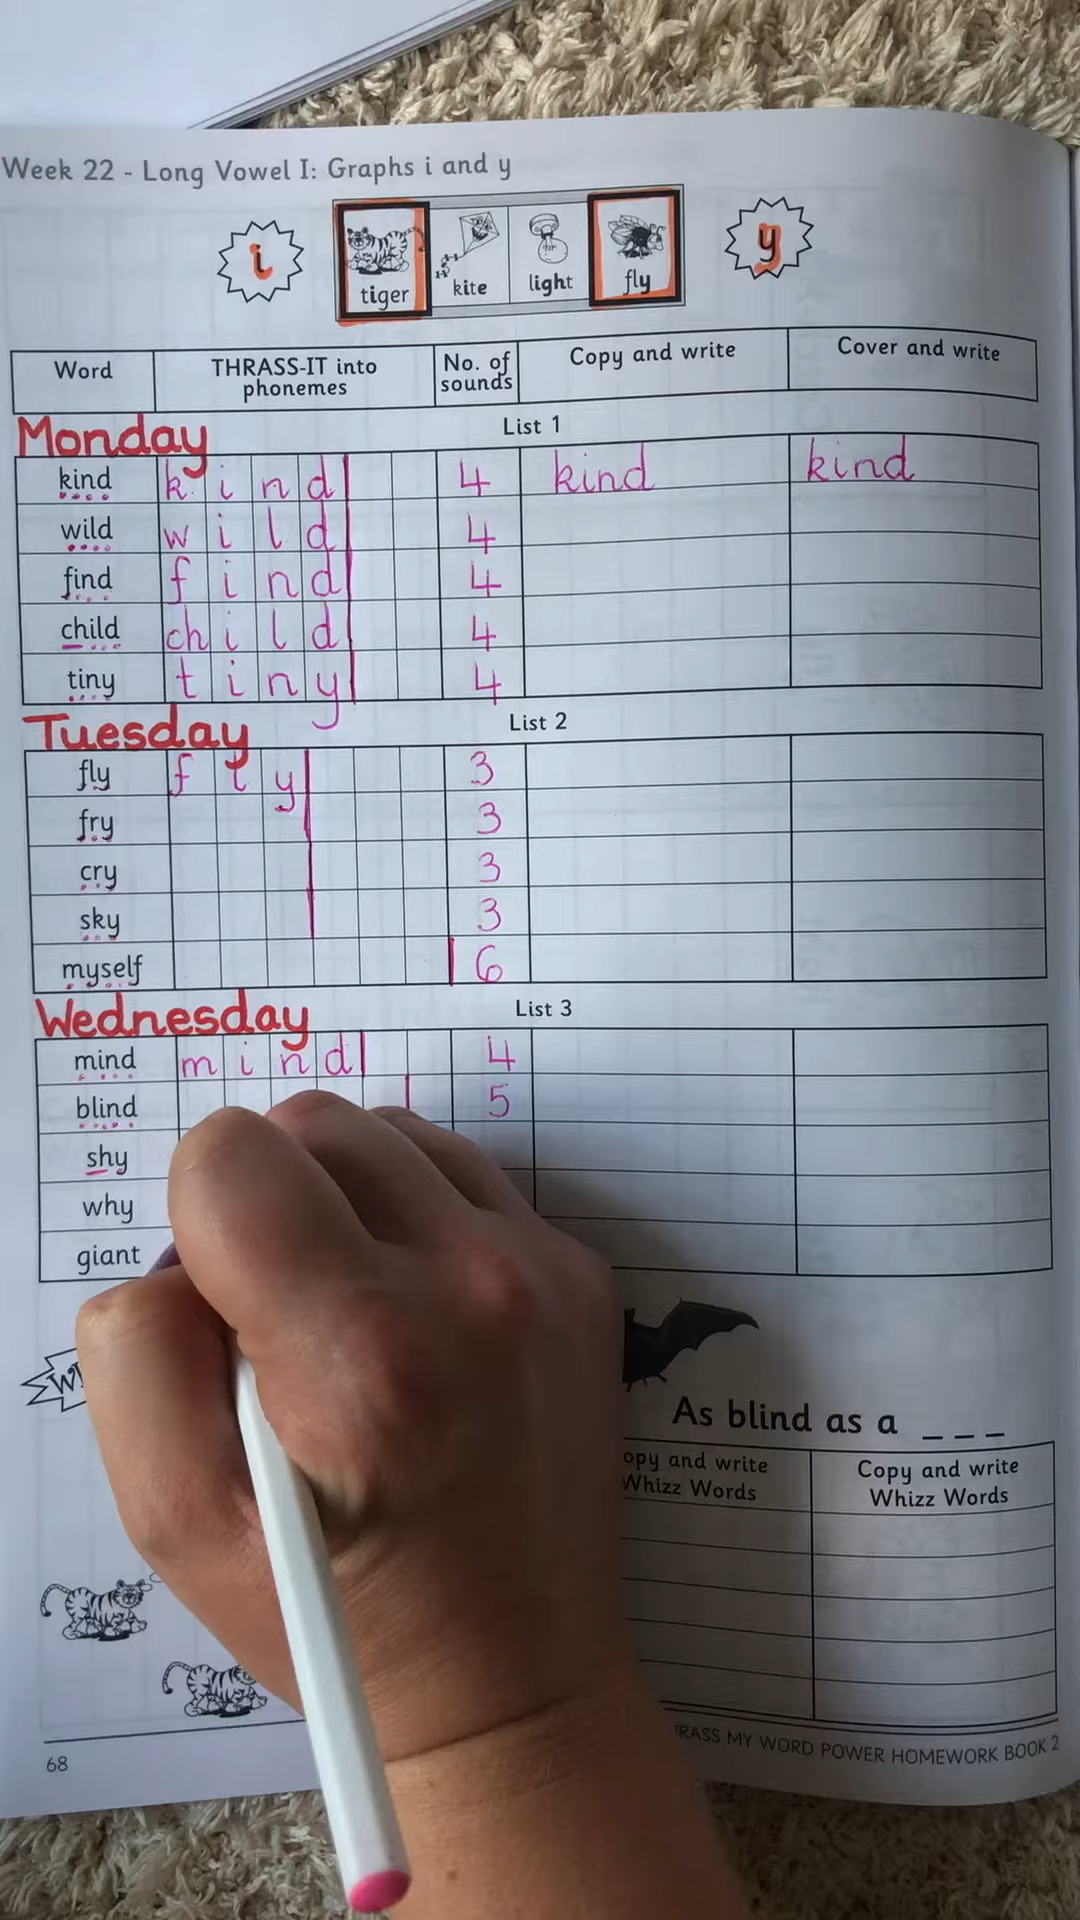 Week 22 - Long Vowel I: Graphs i and y
i tiger kite light fly y
Word THRASS-IT into phonemes No. of sounds Copy and write Cover and write
Monday List 1
kind k i n d 4 kind kind
wild w i l d 4
find f i n d 4
child ch i l d 4
tiny t i n y 4
Tuesday List 2
fly f l y 3
fry 3
cry 3
sky 3
myself 6
Wednesday List 3
mind m i n d 4
blind 5
shy
why
giant
As blind as a _ _ _
and write Whizz Words Copy and write Whizz Words
68 MY WORD POWER HOMEWORK BOOK 2